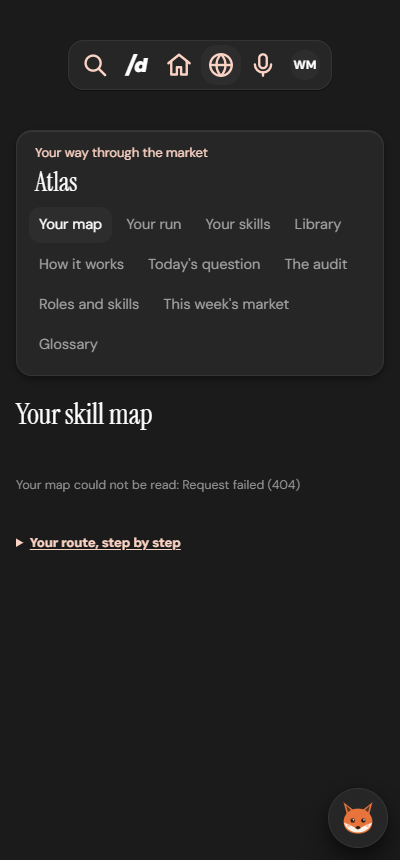 /d
WM
Your way through the market
Atlas
Your map Your run Your skills Library
How it works Today's question The audit
Roles and skills This week's market
Glossary
Your skill map
Your map could not be read: Request failed (404)
Your route, step by step